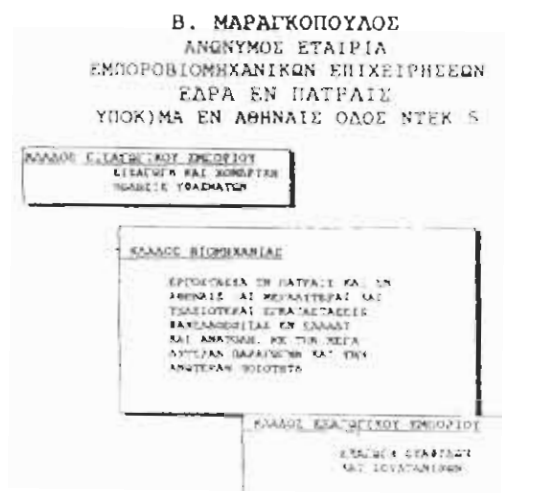 Β. ΜΑΡΑΓΚΟΠΟΥΛΟΣ
ΑΝΩΝΥΜΟΣ ΕΤΑΙΡΙΑ
ΕΜΠΟΡΟΒΙΟΜΗΧΑΝΙΚΩΝ ΕΠΙΧΕΙΡΗΣΕΩΝ
ΕΔΡΑ ΕΝ ΠΑΤΡΑΙΣ
ΥΠΟΚ)ΜΑ ΕΝ ΑΘΗΝΑΙΣ ΟΔΟΣ ΝΤΕΚ 5
ΚΛΑΔΟΣ ΕΙΣΑΓΩΓΙΚΟΥ ΕΜΠΟΡΙΟΥ
ΕΙΣΑΓΩΓΗ ΚΑΙ ΧΟΝΔΡΙΚΗ
ΠΩΛΗΣΙΣ ΥΦΑΣΜΑΤΩΝ
ΚΛΑΔΟΣ ΒΙΟΜΗΧΑΝΙΑΣ
ΕΡΓΟΣΤΑΣΙΑ ΕΝ ΠΑΤΡΑΙΣ ΚΑΙ ΕΝ
ΑΘΗΝΑΙΣ ΑΙ ΜΕΓΑΛΥΤΕΡΑΙ ΚΑΙ
ΤΕΛΕΙΟΤΕΡΑΙ ΕΓΚΑΤΑΣΤΑΣΕΙΣ
ΕΝ ΕΛΛΑΔΙ
ΚΑΙ ΑΝΑΤΟΛΗ. ΜΕ ΤΗΝ ΜΕΓΑ
ΛΥΤΕΡΑΝ ΠΑΡΑΓΩΓΗΝ ΚΑΙ ΤΗΝ
ΑΝΩΤΕΡΑΝ ΠΟΙΟΤΗΤΑ
ΚΛΑΔΟΣ ΕΞΑΓΩΓΙΚΟΥ ΕΜΠΟΡΙΟΥ
ΕΞΑΓΩΓΗ ΣΤΑΦΙΔΩΝ
ΚΑΙ ΣΟΥΛΤΑΝΙΝΩΝ